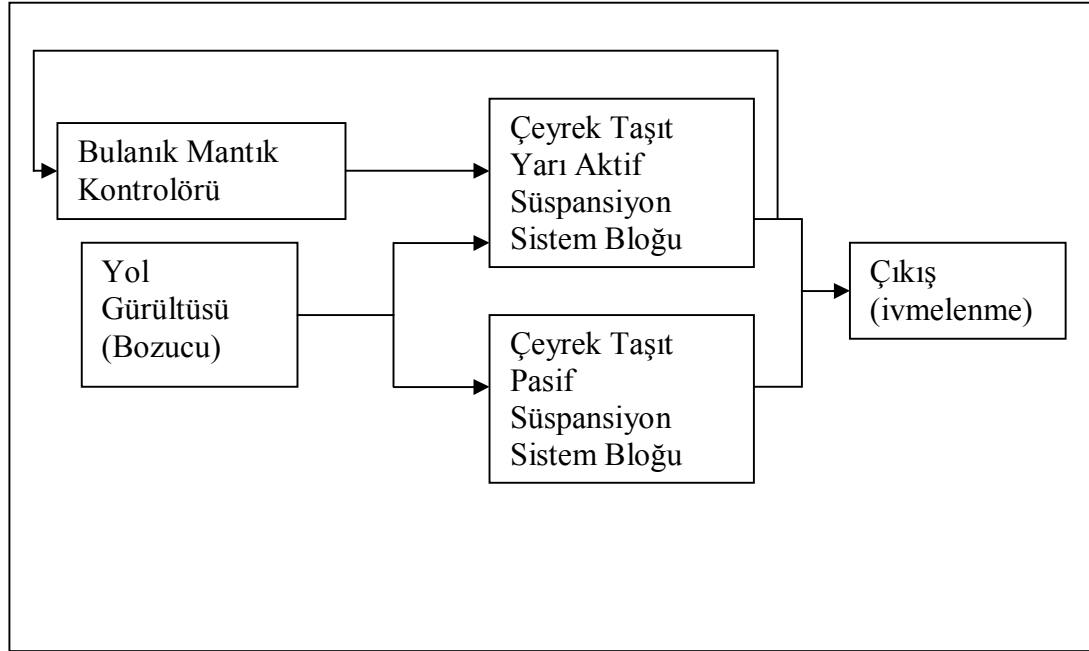 Bulanık Mantık
Kontrolörü
Çeyrek Taşıt
Yarı Aktif
Süspansiyon
Sistem Bloğu
Yol
Gürültüsü
(Bozucu)
Çıkış
(ivmelenme)
Çeyrek Taşıt
Pasif
Süspansiyon
Sistem Bloğu